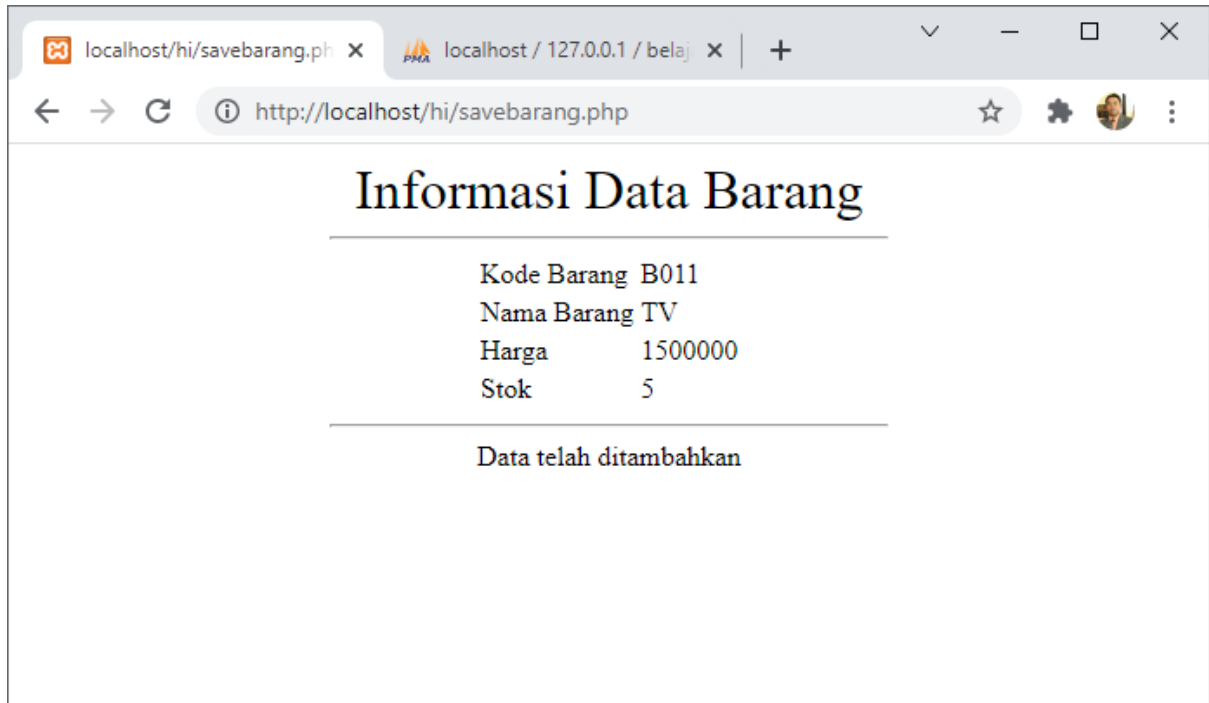 localhost/hi/savebarang.ph
localhost / 127.0.0.1 / belaj
PMA
http://localhost/hi/savebarang.php
Informasi Data Barang
Kode Barang B011
Nama Barang TV
Harga 1500000
Stok 5
Data telah ditambahkan